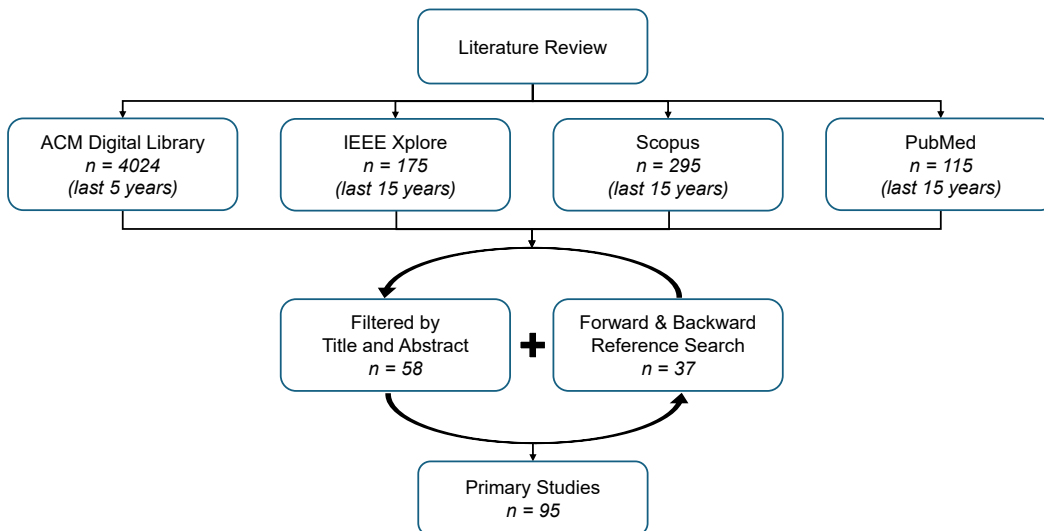 Literature Review
ACM Digital Library
n = 4024
(last 5 years)
IEEE Xplore
n = 175
(last 15 years)
Scopus
n = 295
(last 15 years)
PubMed
n = 115
(last 15 years)
Filtered by
Title and Abstract
n = 58
+
Forward & Backward
Reference Search
n = 37
Primary Studies
n = 95